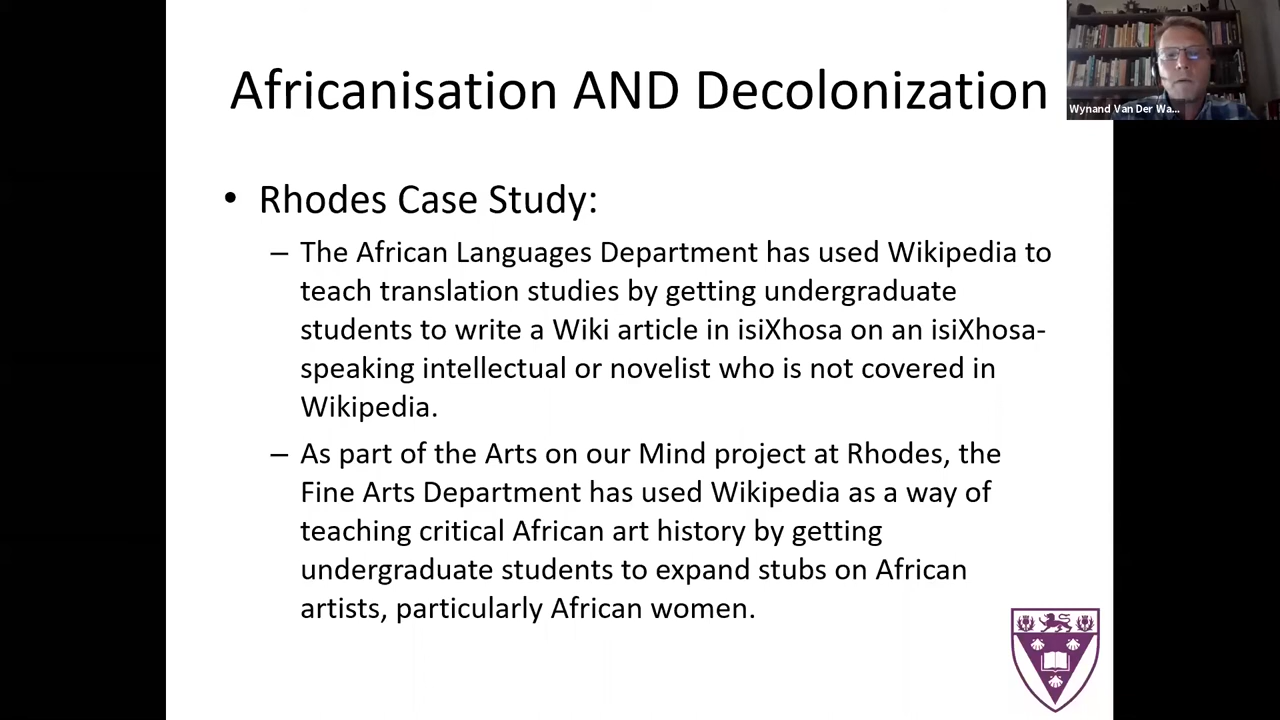 Africanisation AND Decolonization
Wynand Van Der Wa...
• Rhodes Case Study:
– The African Languages Department has used Wikipedia to
teach translation studies by getting undergraduate
students to write a Wiki article in isiXhosa on an isiXhosa-
speaking intellectual or novelist who is not covered in
Wikipedia.
– As part of the Arts on our Mind project at Rhodes, the
Fine Arts Department has used Wikipedia as a way of
teaching critical African art history by getting
undergraduate students to expand stubs on African
artists, particularly African women.